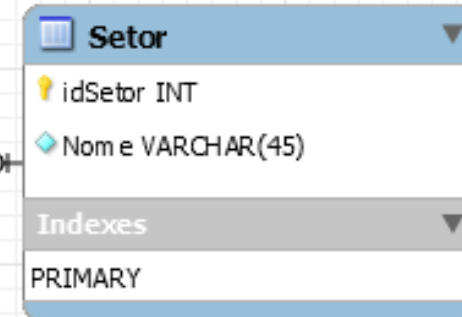 Setor
idSetor INT
Nome VARCHAR(45)
Indexes
PRIMARY